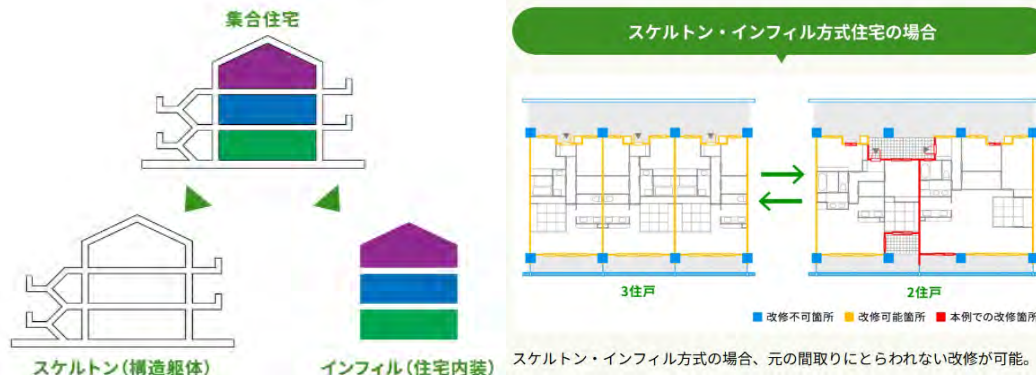 集合住宅
スケルトン（構造躯体）
インフィル（住宅内装）
スケルトン・インフィル方式住宅の場合
3住戸
2住戸
改修不可箇所 改修可能箇所 本例での改修箇所
スケルトン・インフィル方式の場合、元の間取りにとらわれない改修が可能。